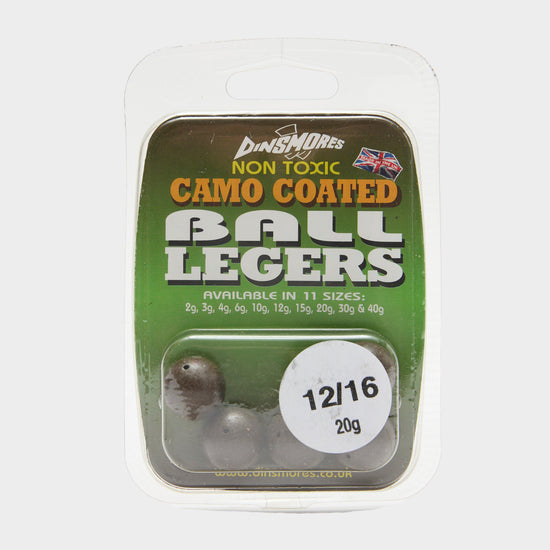 DINSMORES
NON TOXIC
CAMO COATED
BALL
LEGERS
AVAILABLE IN 11 SIZES:
2g, 3g, 4g, 6g, 10g, 12g, 15g, 20g, 30g & 40g
12/16
20g
www.dinsmores.co.uk